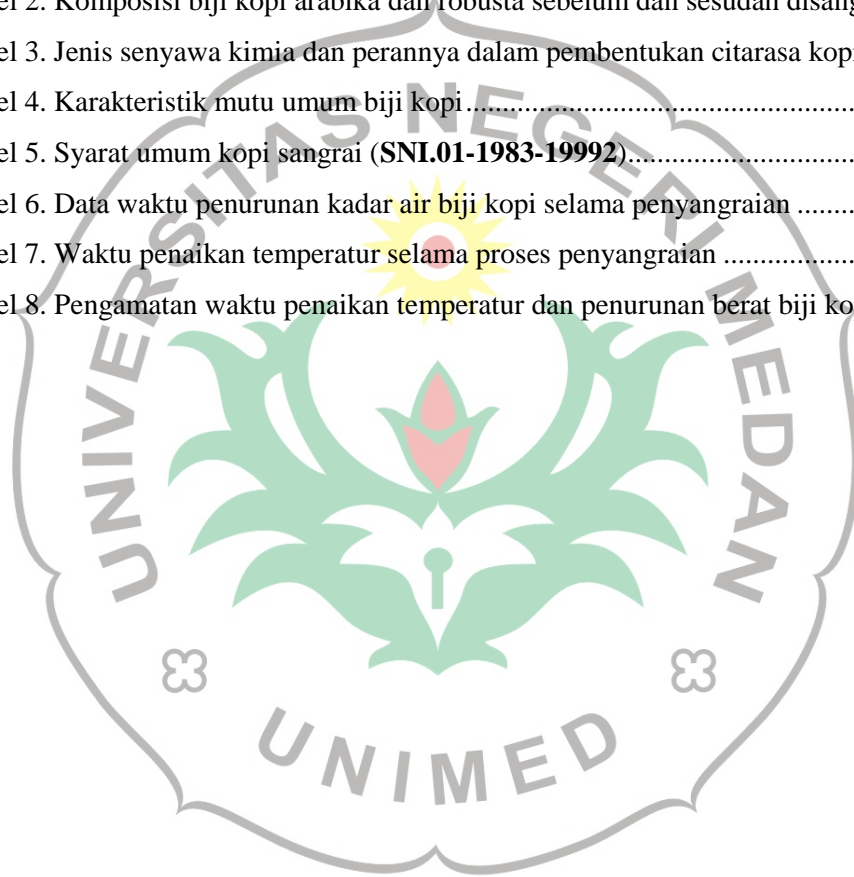 el 2. Komposisi biji kopi arabika dan robusta sebelum dan sesudah disang
el 3. Jenis senyawa kimia dan perannya dalam pembentukan citarasa kopi
el 4. Karakteristik mutu umum biji kopi..........................................................
el 5. Syarat umum kopi sangrai (SNI.01-1983-19992)..................................
el 6. Data waktu penurunan kadar air biji kopi selama penyangraian ........
el 7. Waktu penaikan temperatur selama proses penyangraian ...................
el 8. Pengamatan waktu penaikan temperatur dan penurunan berat biji ko
UNIVERSITAS NEGERI MEDAN
UNIMED